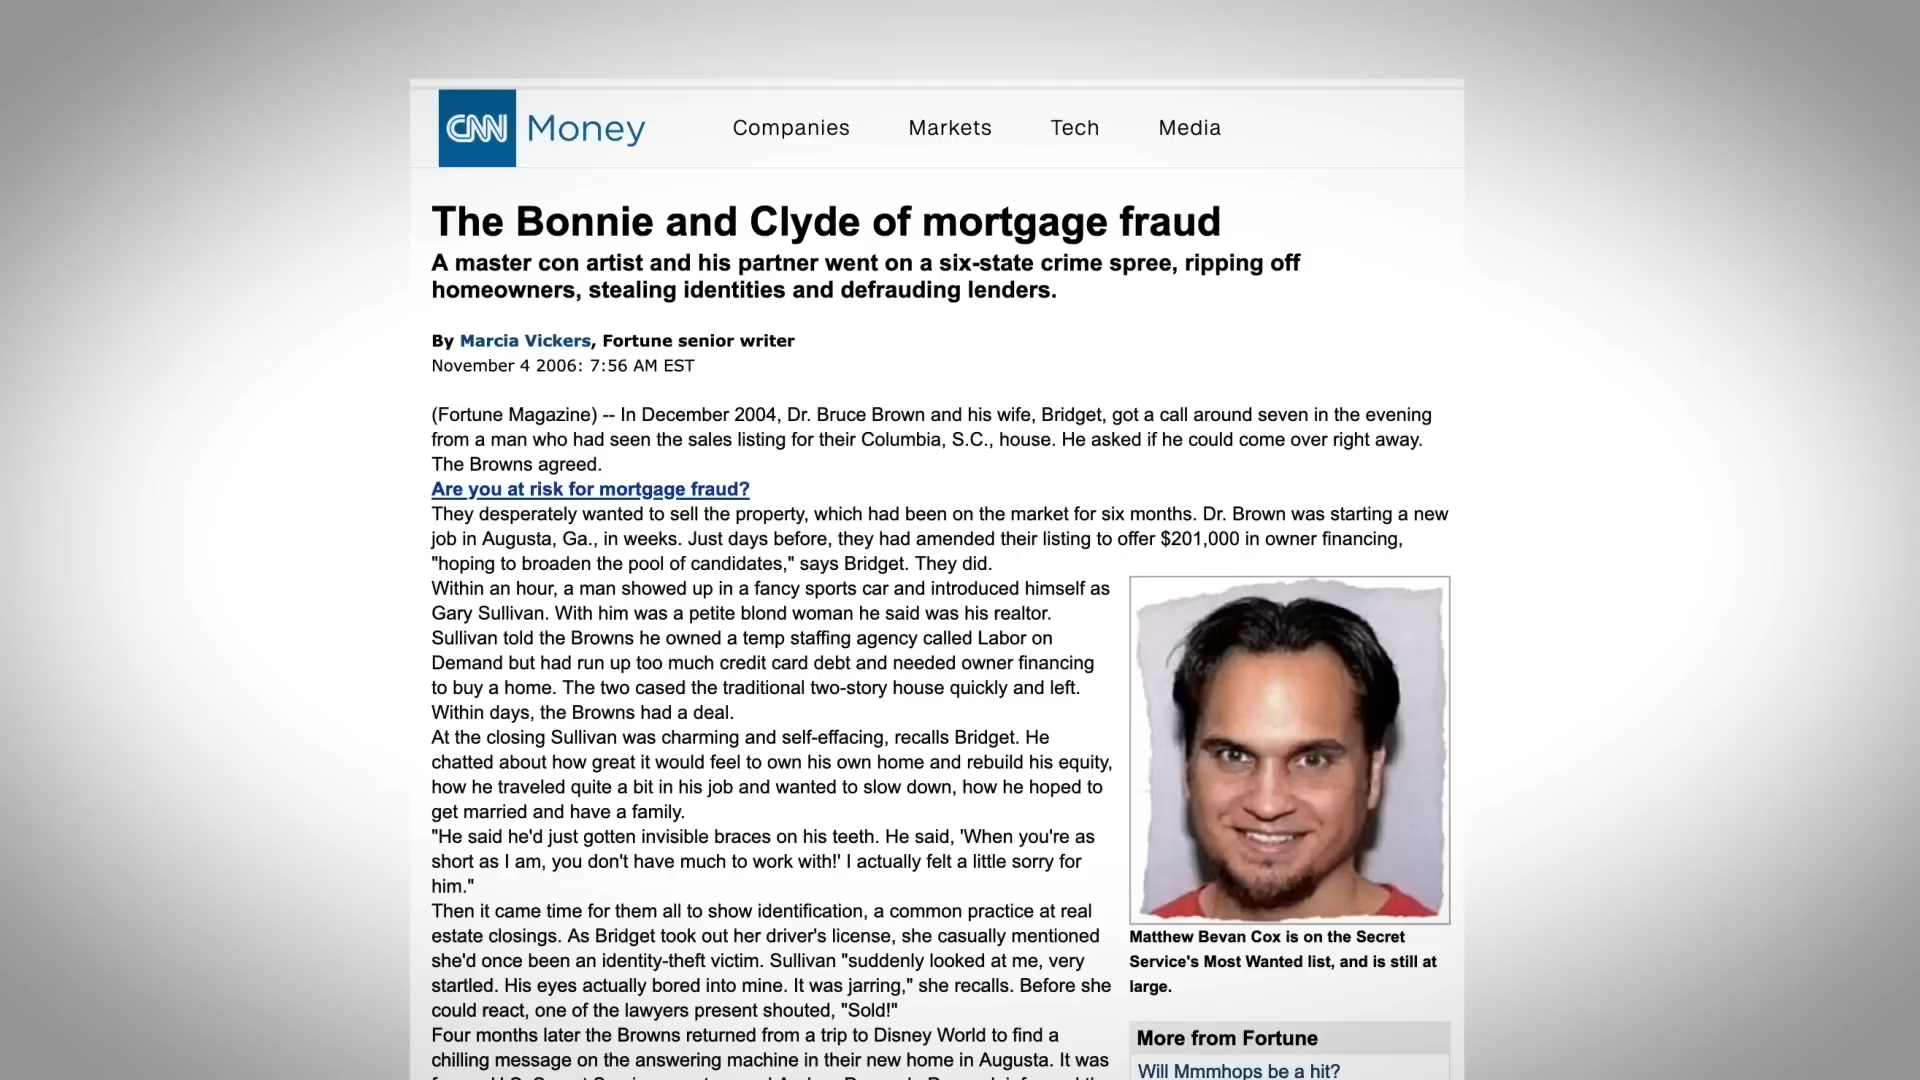 CNN Money Companies Markets Tech Media
The Bonnie and Clyde of mortgage fraud
A master con artist and his partner went on a six-state crime spree, ripping off
homeowners, stealing identities and defrauding lenders.
By Marcia Vickers, Fortune senior writer
November 4 2006: 7:56 AM EST
(Fortune Magazine) -- In December 2004, Dr. Bruce Brown and his wife, Bridget, got a call around seven in the evening
from a man who had seen the sales listing for their Columbia, S.C., house. He asked if he could come over right away.
The Browns agreed.
Are you at risk for mortgage fraud?
They desperately wanted to sell the property, which had been on the market for six months. Dr. Brown was starting a new
job in Augusta, Ga., in weeks. Just days before, they had amended their listing to offer $201,000 in owner financing,
"hoping to broaden the pool of candidates," says Bridget. They did.
Within an hour, a man showed up in a fancy sports car and introduced himself as
Gary Sullivan. With him was a petite blond woman he said was his realtor.
Sullivan told the Browns he owned a temp staffing agency called Labor on
Demand but had run up too much credit card debt and needed owner financing
to buy a home. The two cased the traditional two-story house quickly and left.
Within days, the Browns had a deal.
At the closing Sullivan was charming and self-effacing, recalls Bridget. He
chatted about how great it would feel to own his own home and rebuild his equity,
how he traveled quite a bit in his job and wanted to slow down, how he hoped to
get married and have a family.
"He said he'd just gotten invisible braces on his teeth. He said, 'When you're as
short as I am, you don't have much to work with!' I actually felt a little sorry for
him."
Then it came time for them all to show identification, a common practice at real
estate closings. As Bridget took out her driver's license, she casually mentioned
she'd once been an identity-theft victim. Sullivan "suddenly looked at me, very
startled. His eyes actually bored into mine. It was jarring," she recalls. Before she
could react, one of the lawyers present shouted, "Sold!"
Four months later the Browns returned from a trip to Disney World to find a
chilling message on the answering machine in their new home in Augusta. It was
Matthew Bevan Cox is on the Secret
Service's Most Wanted list, and is still at
large.
More from Fortune
Will Mmmhops be a hit?